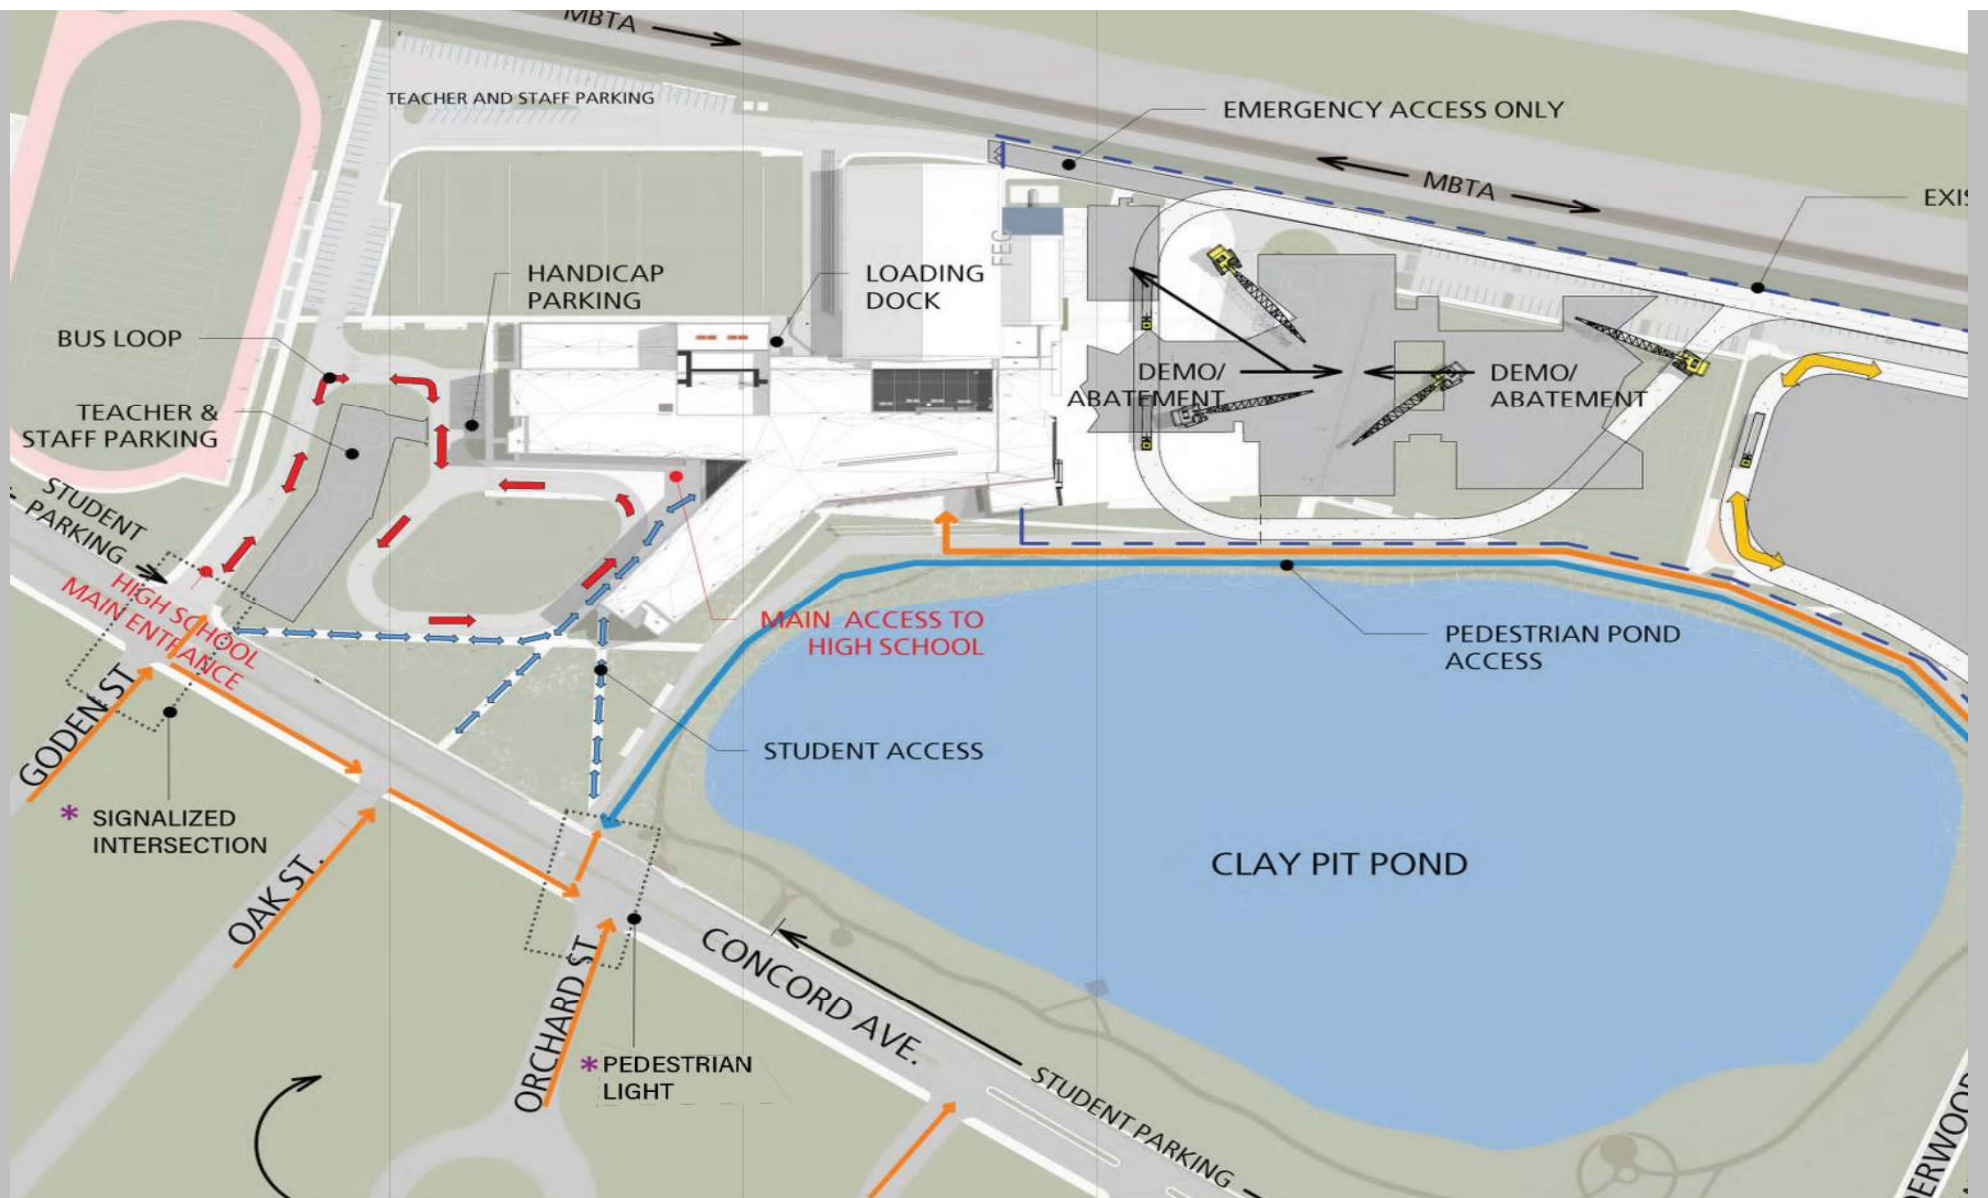 MBTA
TEACHER AND STAFF PARKING
EMERGENCY ACCESS ONLY
MBTA
EXIS
HANDICAP
PARKING
LOADING
DOCK
FEC
BUS LOOP
TEACHER &
STAFF PARKING
DEMO/
ABATEMENT
DEMO/
ABATEMENT
STUDENT
PARKING
HIGH SCHOOL
MAIN ENTRANCE
MAIN ACCESS TO
HIGH SCHOOL
PEDESTRIAN POND
ACCESS
GODEN ST
STUDENT ACCESS
* SIGNALIZED
INTERSECTION
OAK ST.
CLAY PIT POND
ORCHARD ST
CONCORD AVE.
* PEDESTRIAN
LIGHT
STUDENT PARKING
ERWOOD